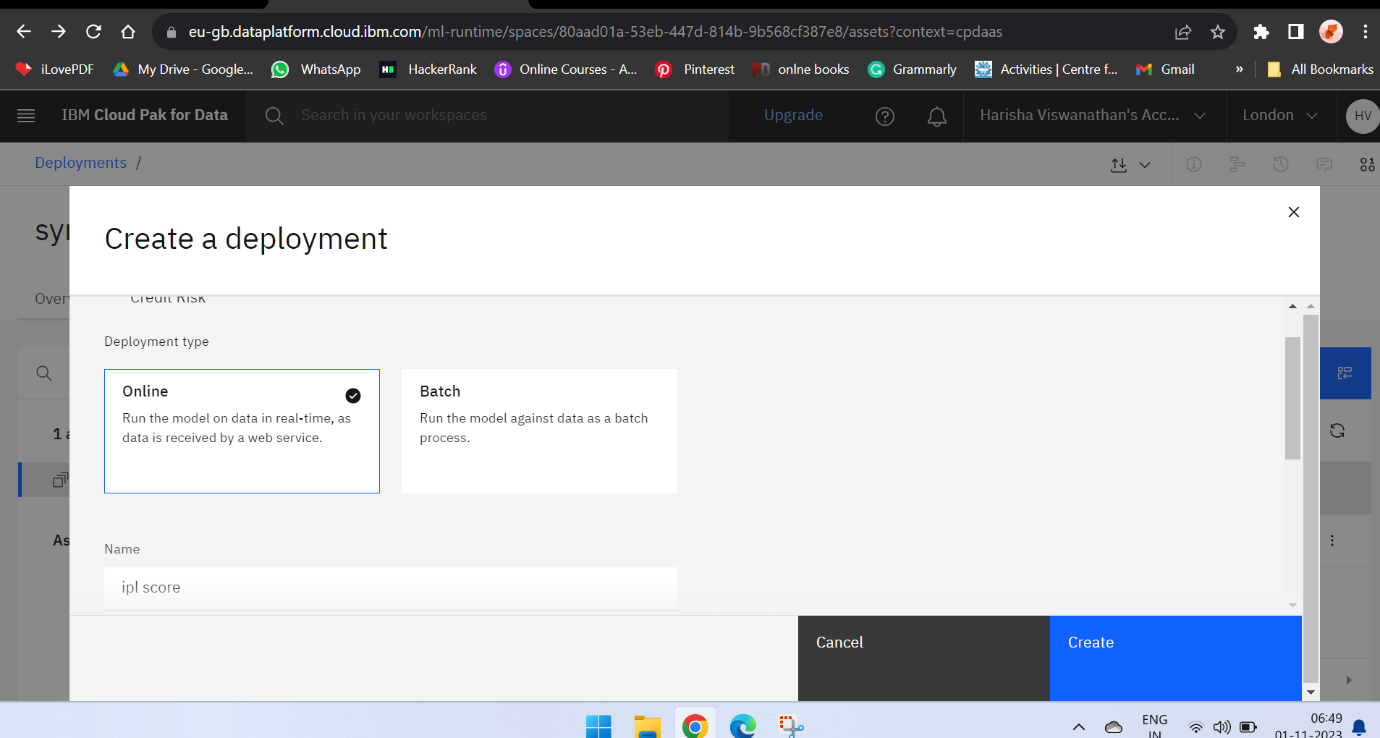 eu-gb.dataplatform.cloud.ibm.com/ml-runtime/spaces/80aad01a-53eb-447d-814b-9b568cf387e8/assets?context=cpdaas
iLovePDF My Drive - Google... WhatsApp HackerRank Online Courses - A... Pinterest onlne books Grammarly Activities | Centre f... Gmail » All Bookmarks
IBM Cloud Pak for Data Search in your workspaces Upgrade Harisha Viswanathan's Acc... London HV
Deployments /
Create a deployment
Credit Risk
Deployment type
Online Batch
Run the model on data in real-time, as Run the model against data as a batch
data is received by a web service. process.
Name
ipl score
Cancel Create
ENG 06:49
IN 01-11-2023